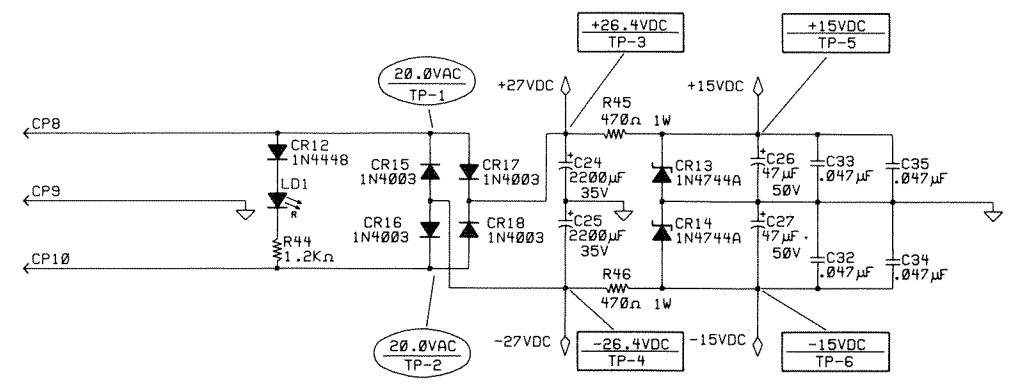 +26.4VDC
TP-3
+15VDC
TP-5
20.0VAC
TP-1
+27VDC
+15VDC
R45
470Ω 1W
CP8
CR12
1N4448
CR15
1N4003
CR17
1N4003
+
C24
2200µF
35V
CR13
1N4744A
+
C26
47µF
50V
C33
.047µF
C35
.047µF
LD1
R
CP9
CR16
1N4003
CR18
1N4003
+
C25
2200µF
35V
CR14
1N4744A
+
C27
47µF
50V
R44
1.2KΩ
C32
.047µF
C34
.047µF
CP10
R46
470Ω 1W
20.0VAC
TP-2
-27VDC
-26.4VDC
TP-4
-15VDC
-15VDC
TP-6